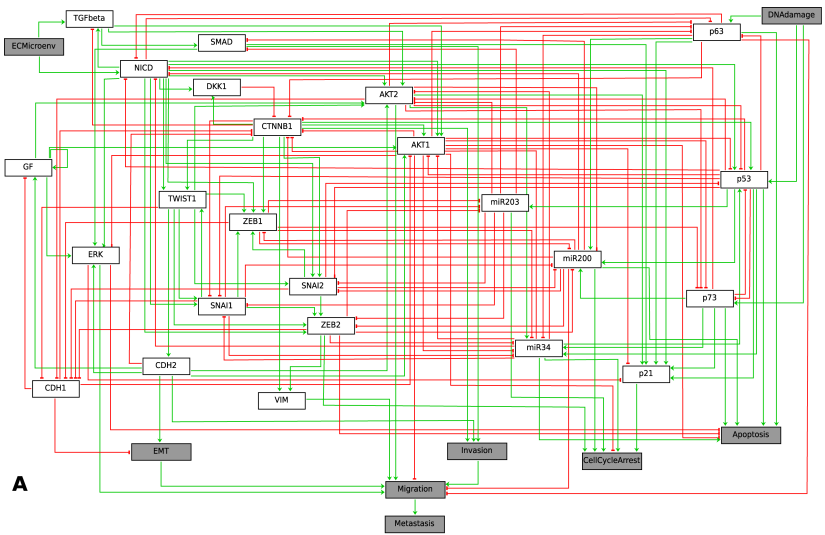 TGFbeta
DNAdamage
ECMicroenv
SMAD
p63
NICD
DKK1
AKT2
CTNNB1
AKT1
GF
p53
TWIST1
miR203
ZEB1
ERK
miR200
SNAI2
SNAI1
p73
ZEB2
miR34
CDH2
p21
CDH1
VIM
Apoptosis
EMT
Invasion
CellCycleArrest
A
Migration
Metastasis